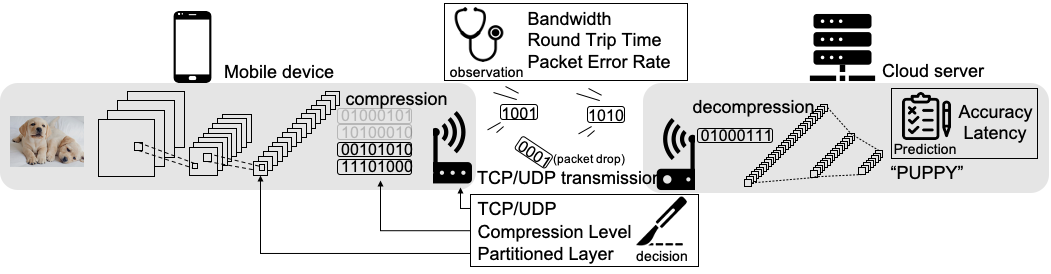 Bandwidth
Round Trip Time
Packet Error Rate
observation
Mobile device
Cloud server
compression
01000101
10100010
00101010
11101000
1001
1010
0001
(packet drop)
TCP/UDP transmission
decompression
01000111
Accuracy
Latency
Prediction
“PUPPY”
TCP/UDP
Compression Level
Partitioned Layer
decision